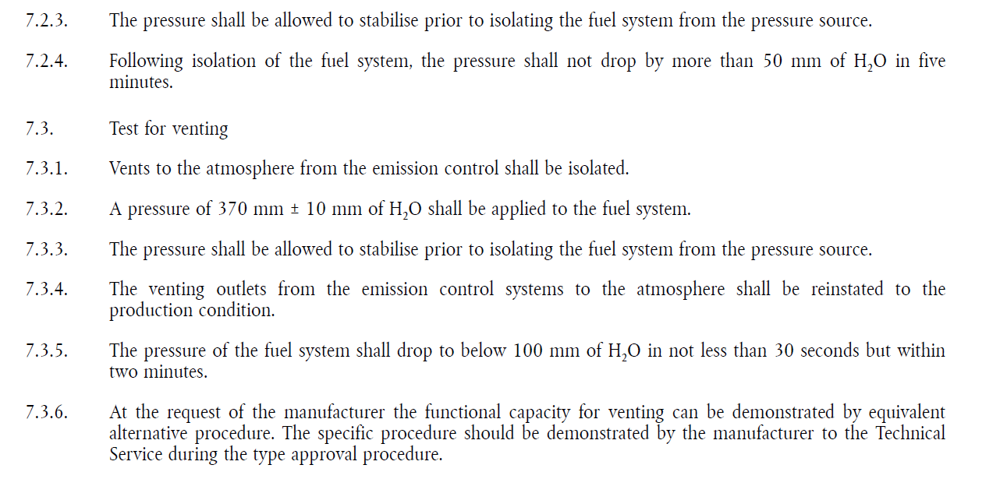 7.2.3. The pressure shall be allowed to stabilise prior to isolating the fuel system from the pressure source.
7.2.4. Following isolation of the fuel system, the pressure shall not drop by more than 50 mm of H₂O in five
minutes.
7.3. Test for venting
7.3.1. Vents to the atmosphere from the emission control shall be isolated.
7.3.2. A pressure of 370 mm ± 10 mm of H₂O shall be applied to the fuel system.
7.3.3. The pressure shall be allowed to stabilise prior to isolating the fuel system from the pressure source.
7.3.4. The venting outlets from the emission control systems to the atmosphere shall be reinstated to the
production condition.
7.3.5. The pressure of the fuel system shall drop to below 100 mm of H₂O in not less than 30 seconds but within
two minutes.
7.3.6. At the request of the manufacturer the functional capacity for venting can be demonstrated by equivalent
alternative procedure. The specific procedure should be demonstrated by the manufacturer to the Technical
Service during the type approval procedure.